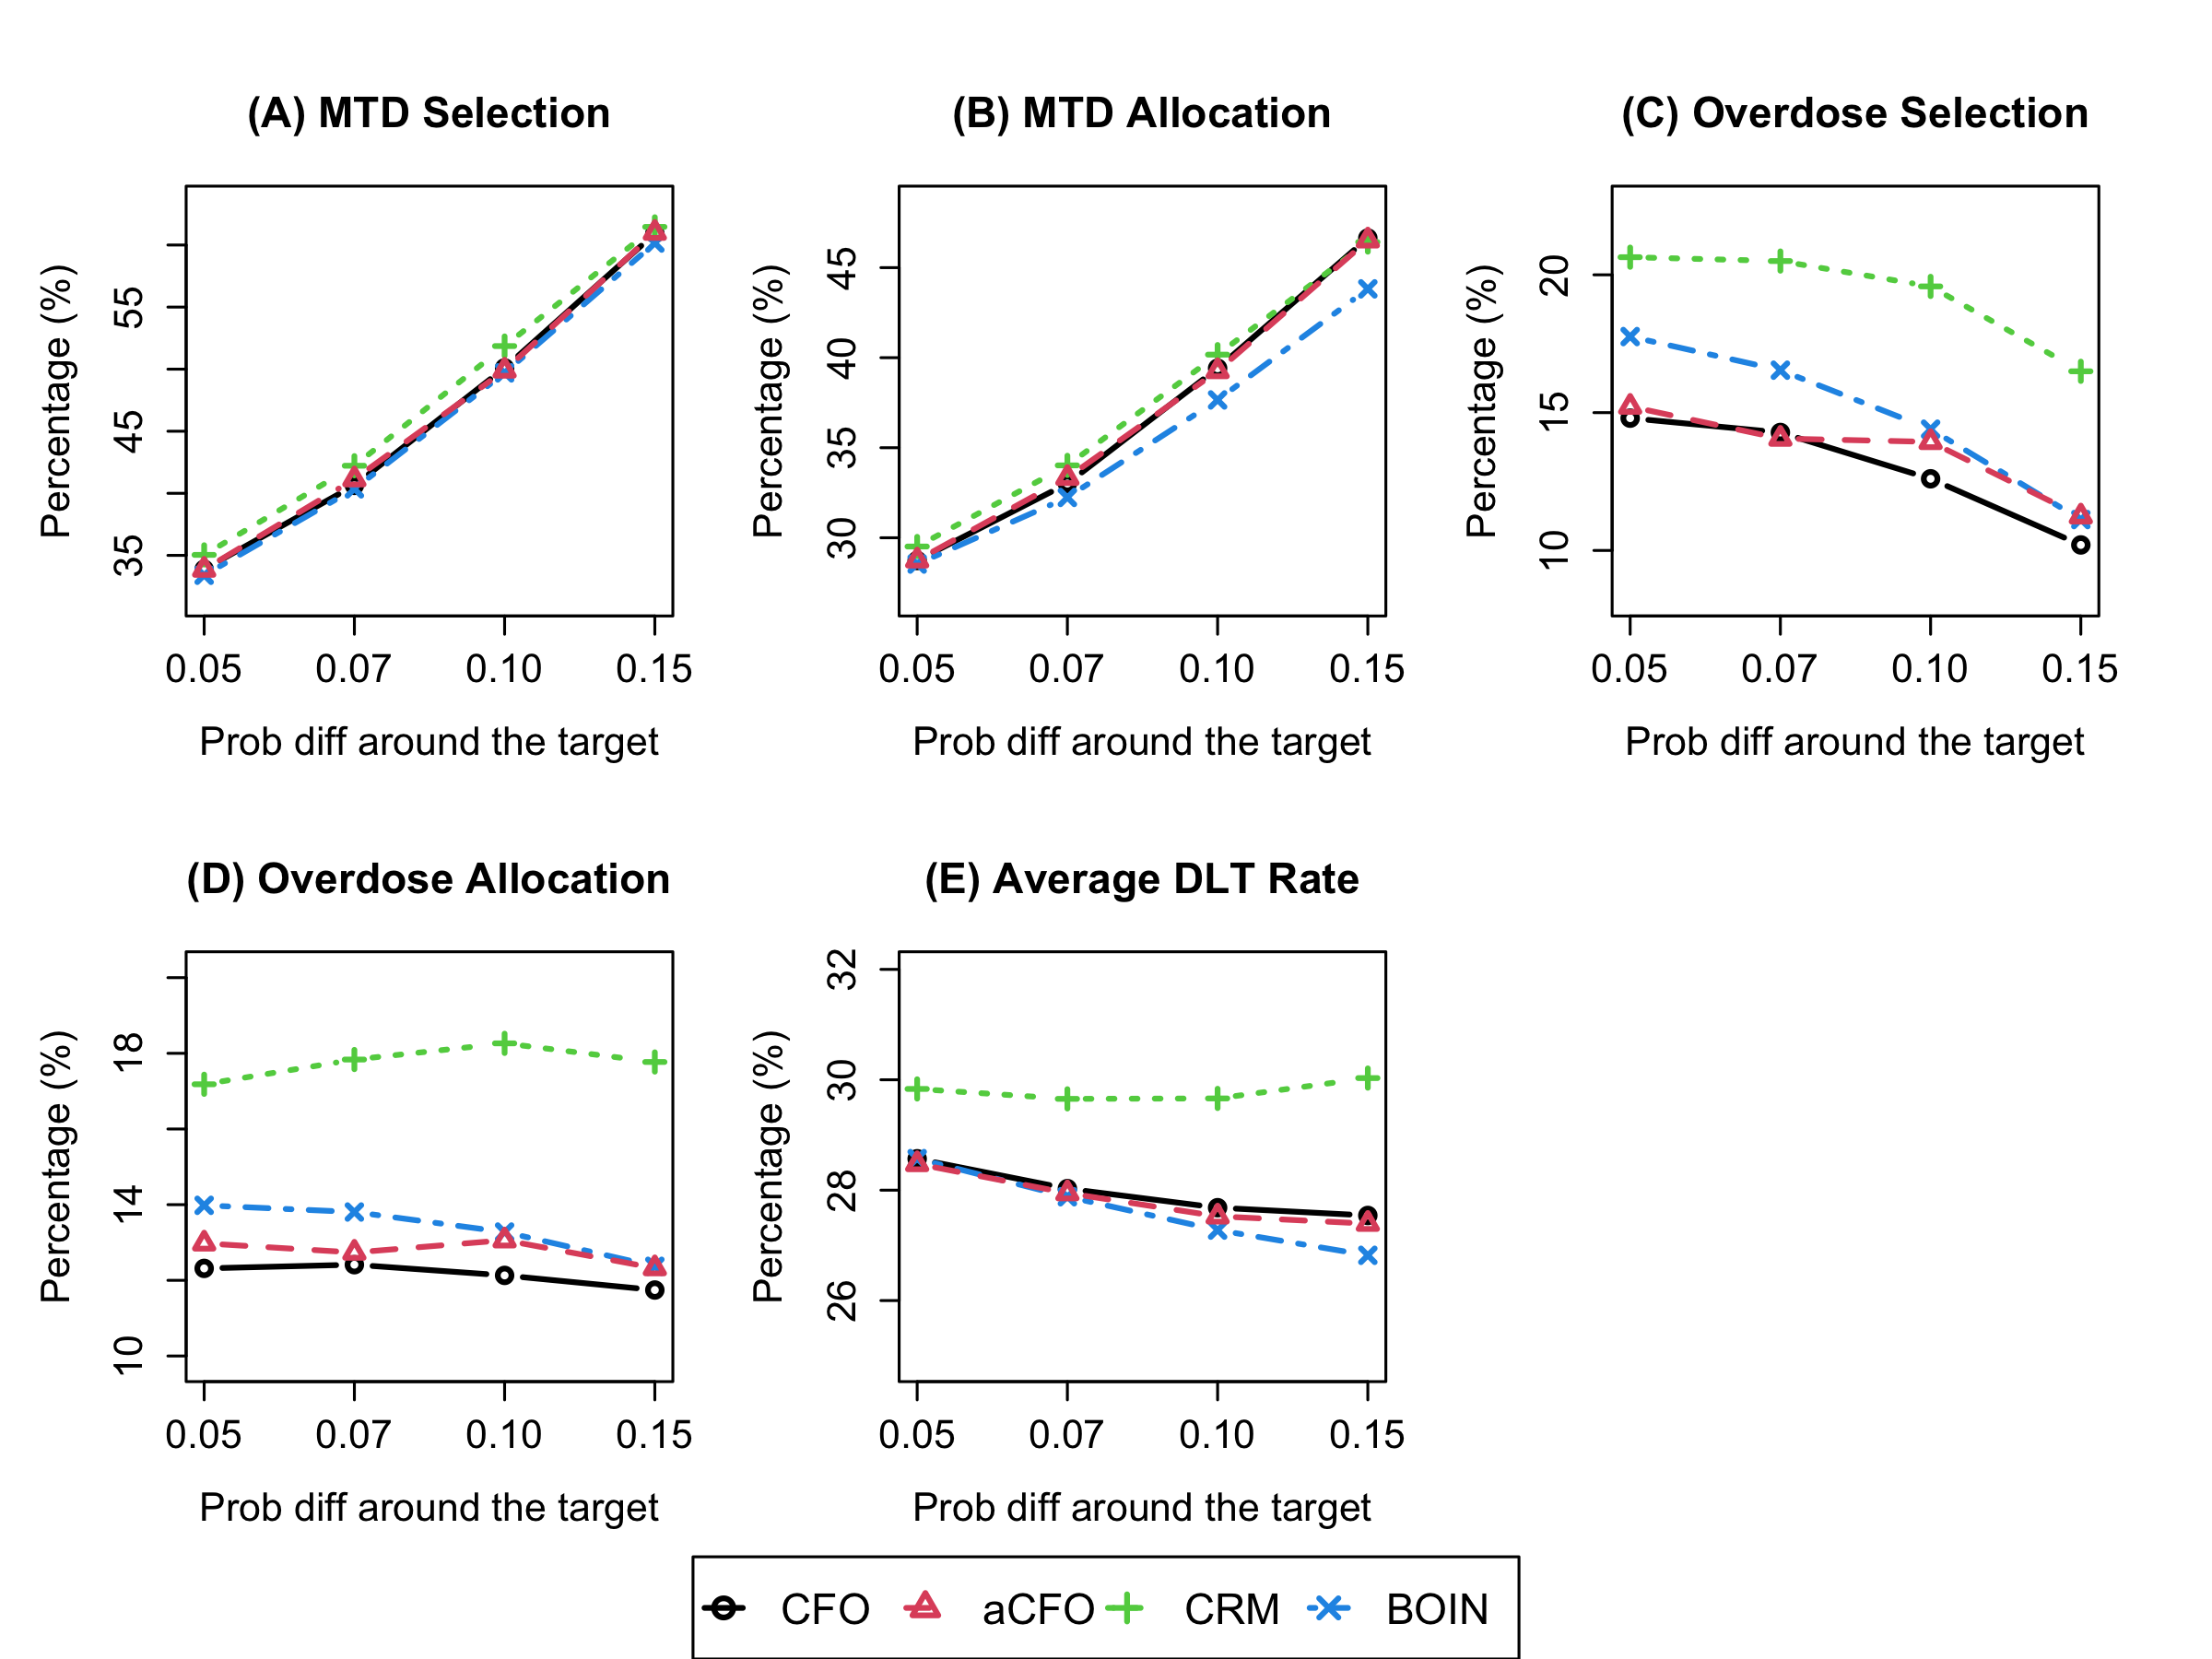 (A) MTD Selection
Percentage (%)
35 45 55
0.05 0.07 0.10 0.15
Prob diff around the target
(B) MTD Allocation
Percentage (%)
30 35 40 45
0.05 0.07 0.10 0.15
Prob diff around the target
(C) Overdose Selection
Percentage (%)
10 15 20
0.05 0.07 0.10 0.15
Prob diff around the target
(D) Overdose Allocation
Percentage (%)
10 14 18
0.05 0.07 0.10 0.15
Prob diff around the target
(E) Average DLT Rate
Percentage (%)
26 28 30 32
0.05 0.07 0.10 0.15
Prob diff around the target
CFO aCFO CRM BOIN